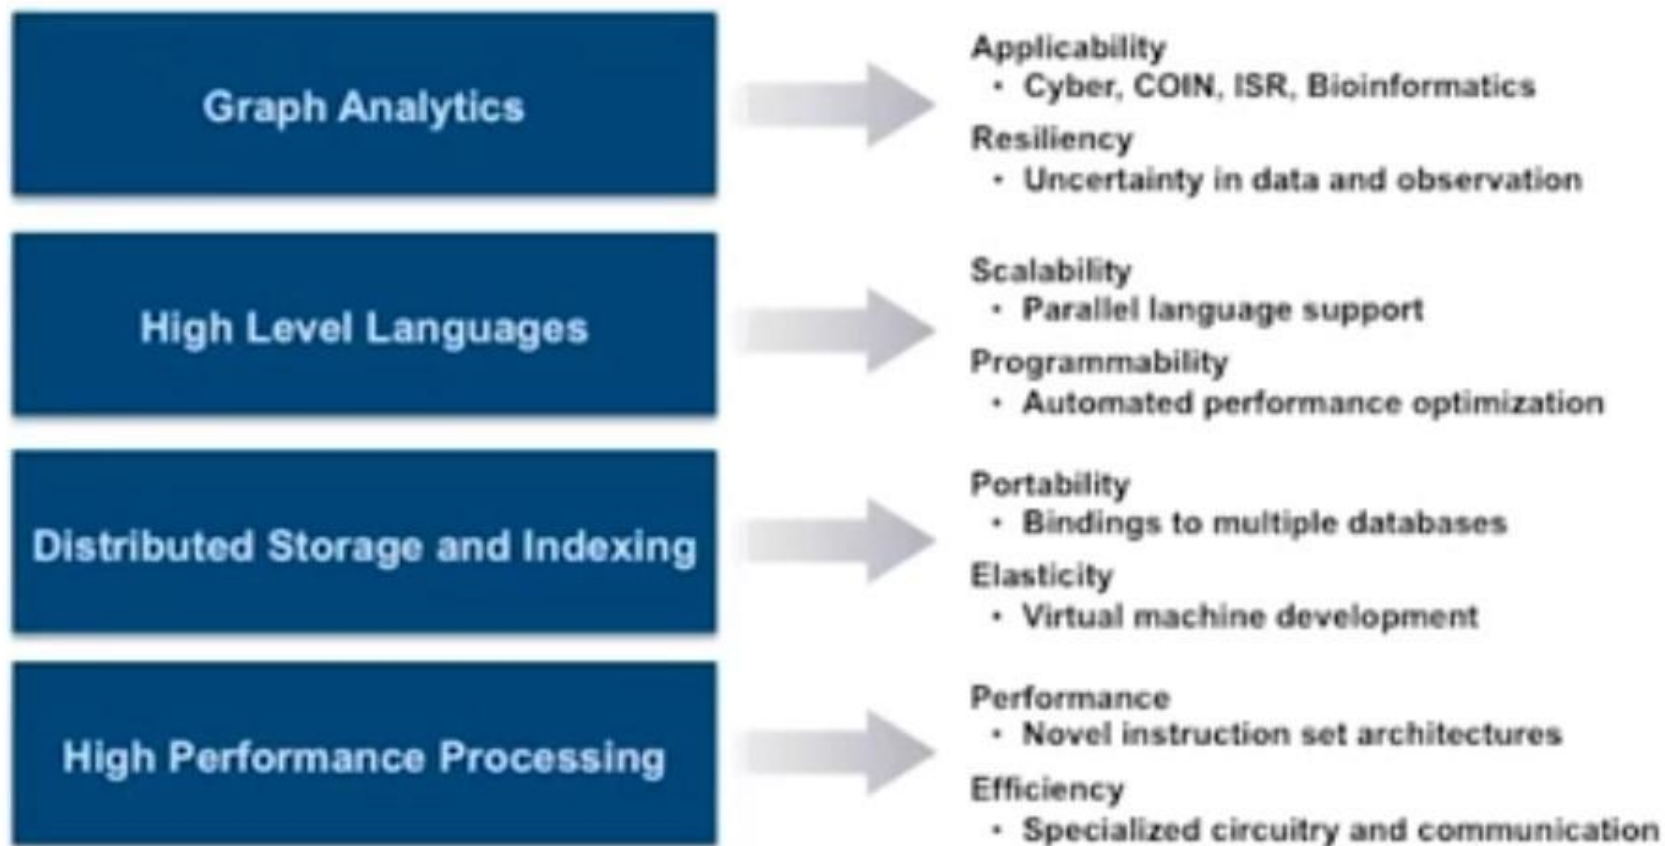 Graph Analytics
Applicability
• Cyber, COIN, ISR, Bioinformatics
Resiliency
• Uncertainty in data and observation
High Level Languages
Scalability
• Parallel language support
Programmability
• Automated performance optimization
Distributed Storage and Indexing
Portability
• Bindings to multiple databases
Elasticity
• Virtual machine development
High Performance Processing
Performance
• Novel instruction set architectures
Efficiency
• Specialized circuitry and communication